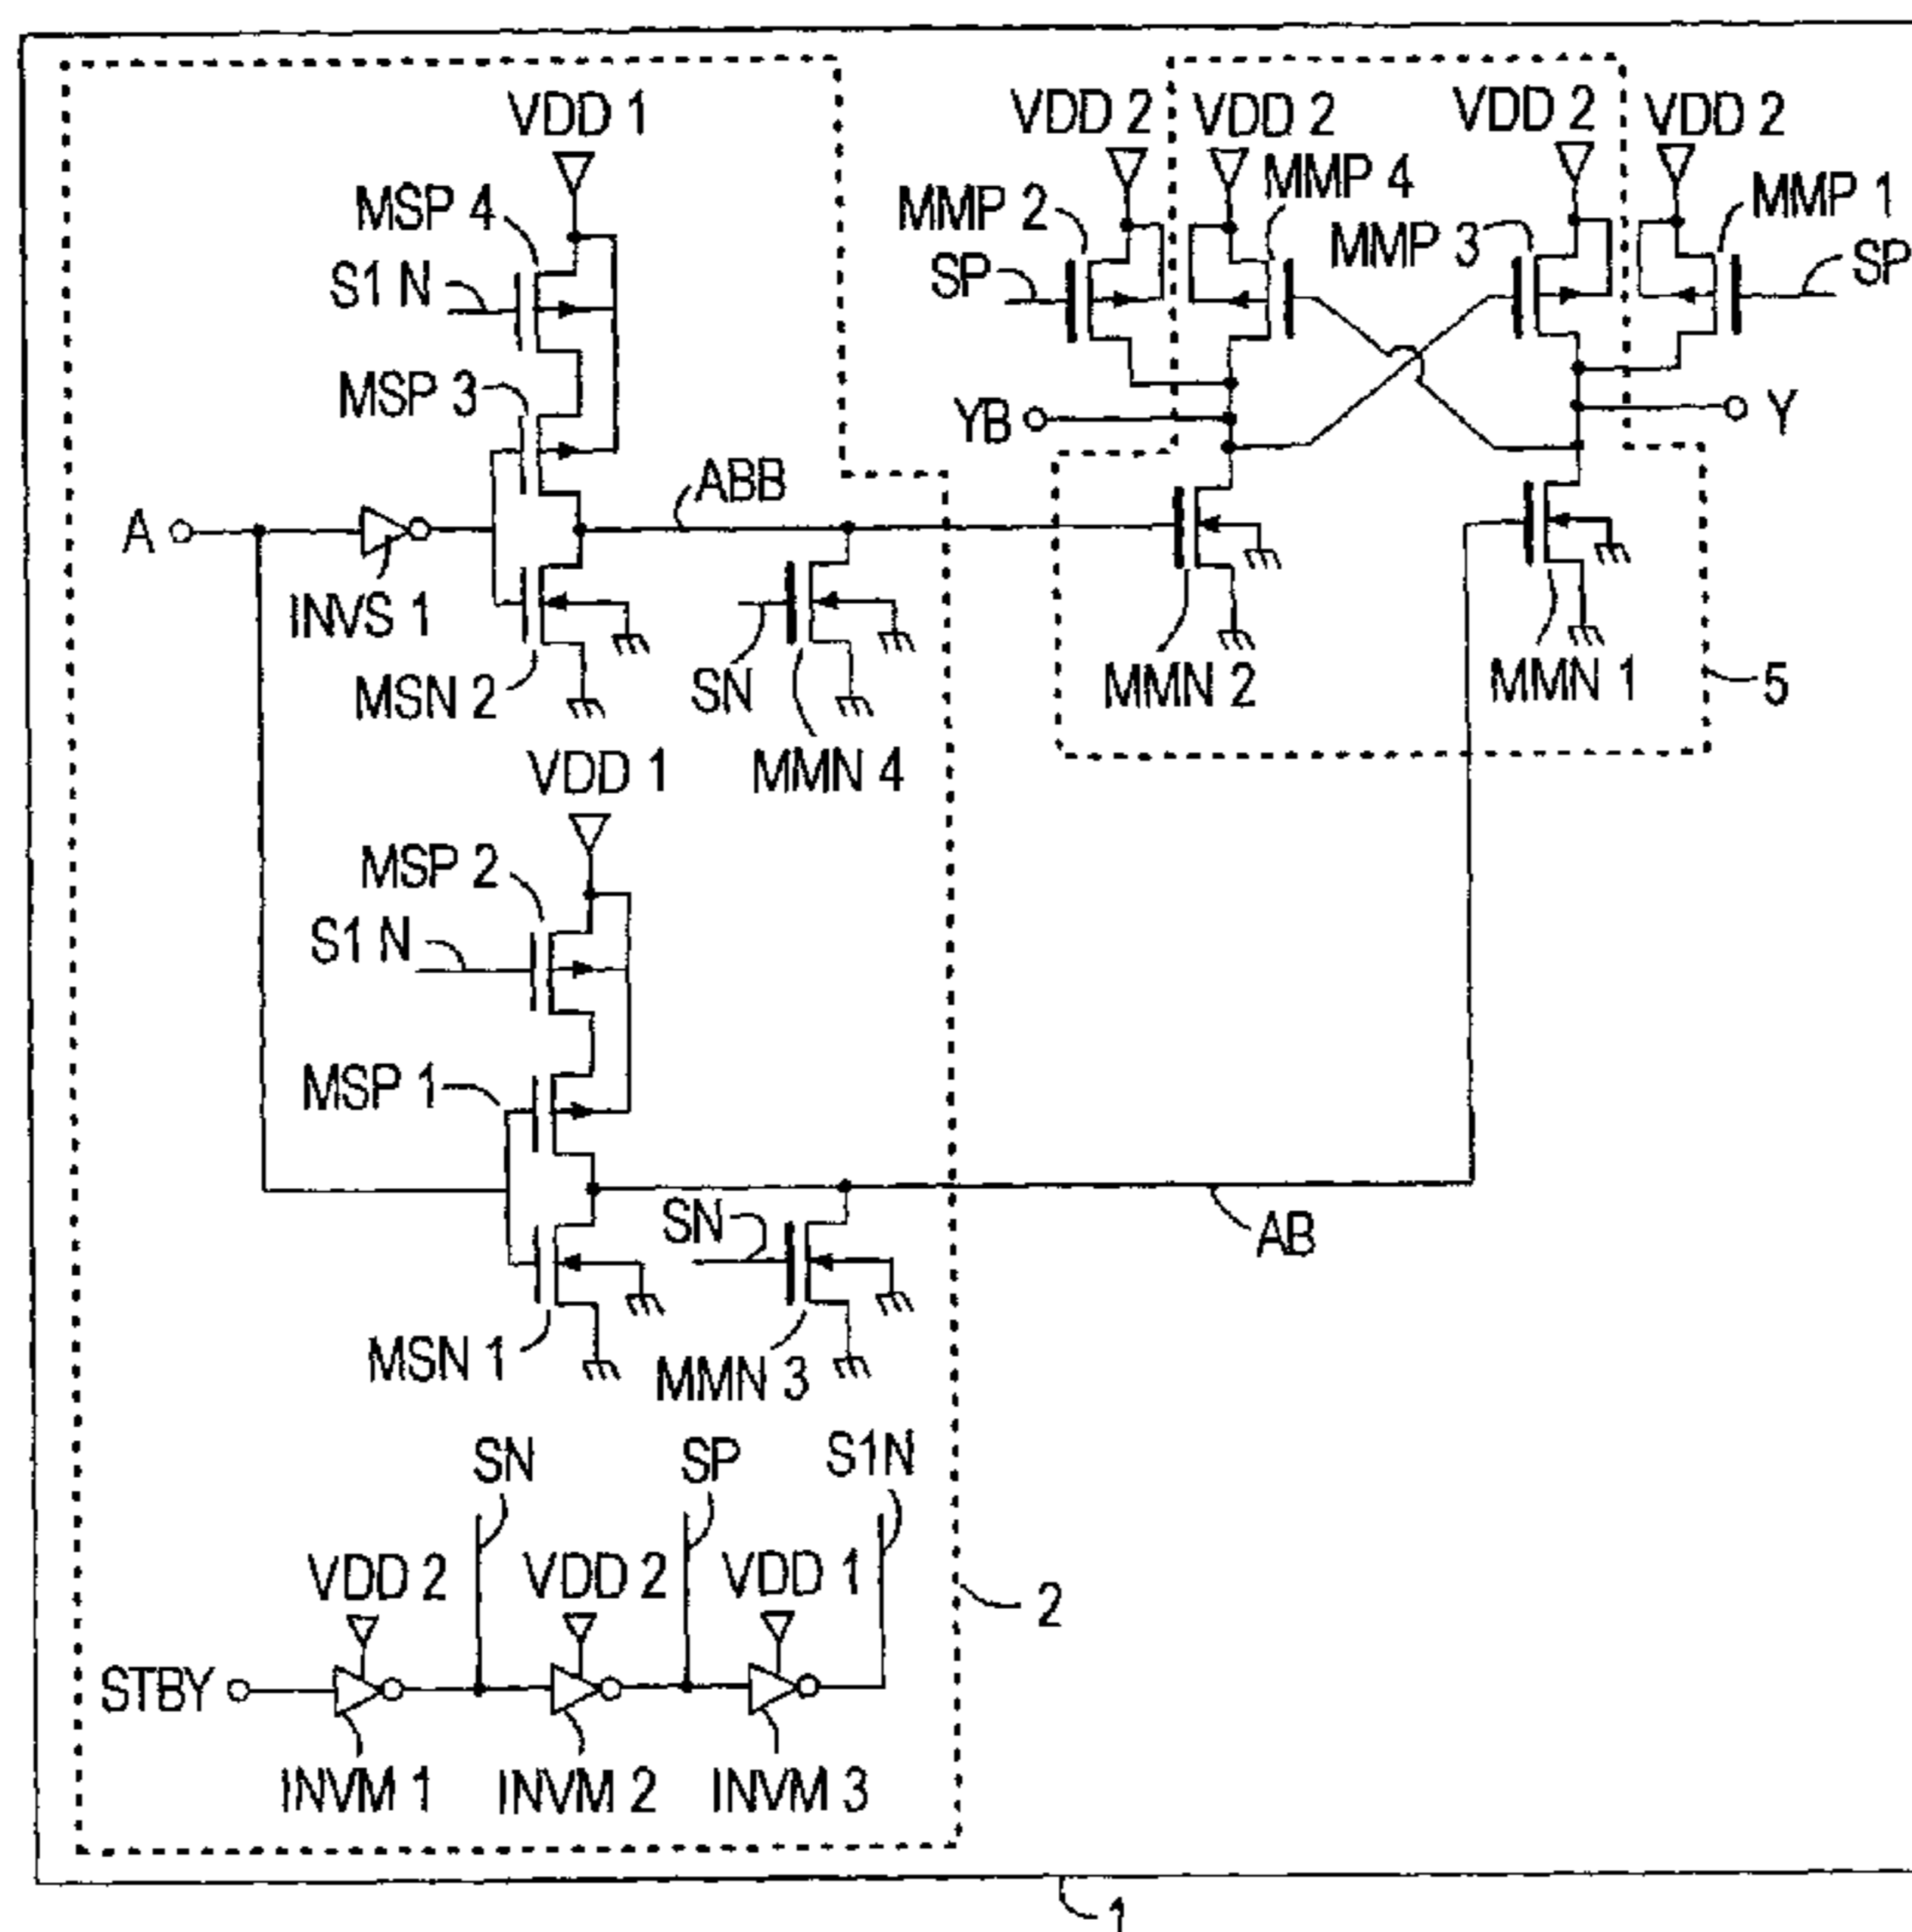 VDD 1
VDD 2
VDD 2
VDD 2
VDD 2
MSP 4
MMP 2
MMP 4
MMP 3
MMP 1
S1 N
SP
SP
MSP 3
YB
Y
ABB
A
INVS 1
MSN 2
SN
MMN 4
MMN 2
MMN 1
5
VDD 1
MSP 2
S1 N
MSP 1
SN
AB
MSN 1
MMN 3
SN
SP
S1N
VDD 2
VDD 2
VDD 1
2
STBY
INVM 1
INVM 2
INVM 3
1